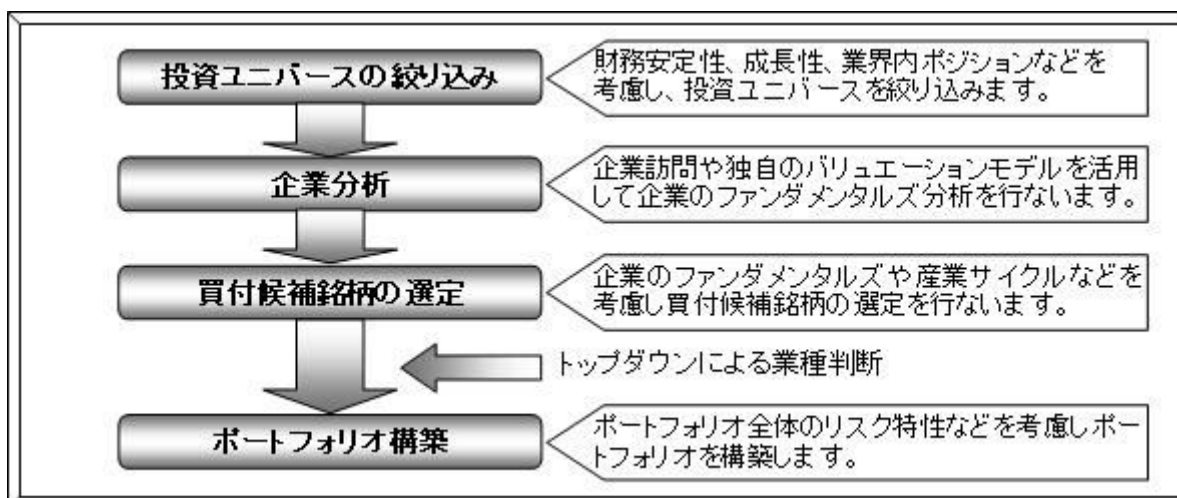 投資ユニバースの絞り込み
財務安定性、成長性、業界内ポジションなどを
考慮し、投資ユニバースを絞り込みます。
企業分析
企業訪問や独自のバリュエーションモデルを活用
して企業のファンダメンタルズ分析を行ないます。
買付候補銘柄の選定
企業のファンダメンタルズや産業サイクルなどを
考慮し買付候補銘柄の選定を行ないます。
トップダウンによる業種判断
ポートフォリオ構築
ポートフォリオ全体のリスク特性などを考慮しポー
トフォリオを構築します。